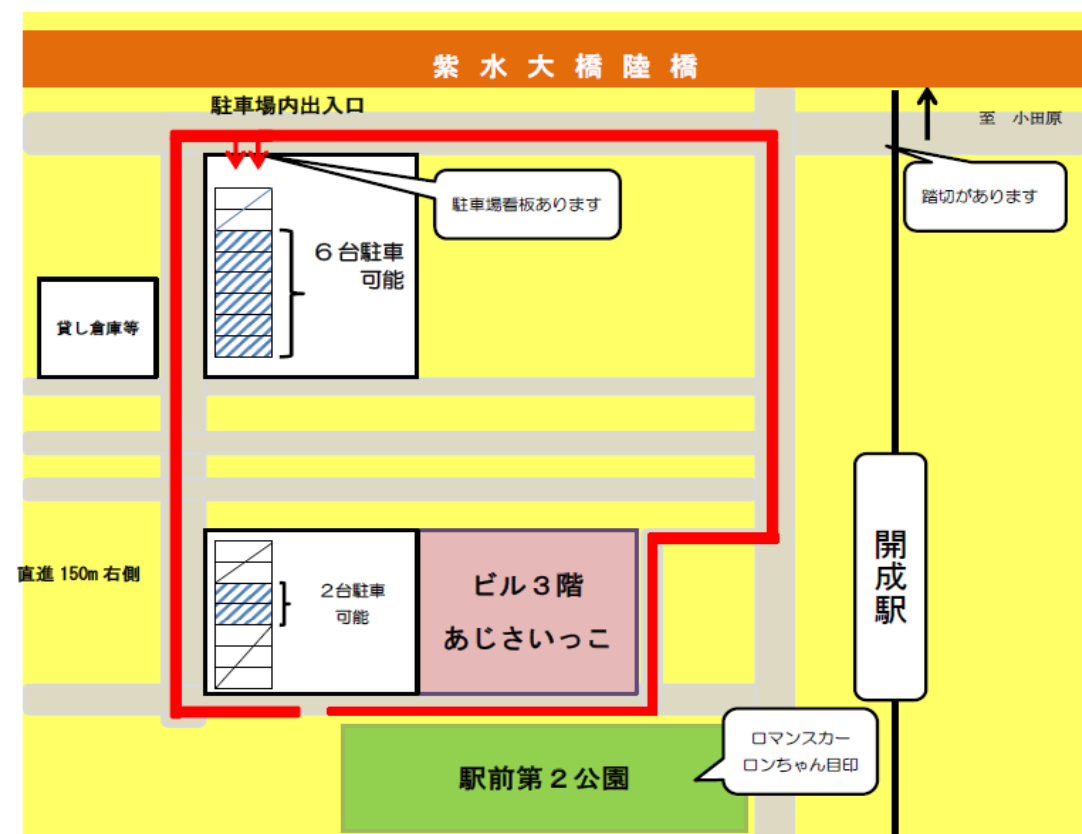 紫水大橋陸橋
駐車場内出入口
至 小田原
駐車場看板あります
踏切があります
6台駐車
可能
貸し倉庫等
直進150m右側
2台駐車
可能
ビル3階
あじさいっこ
開成駅
ロマンスカー
ロンちゃん目印
駅前第2公園